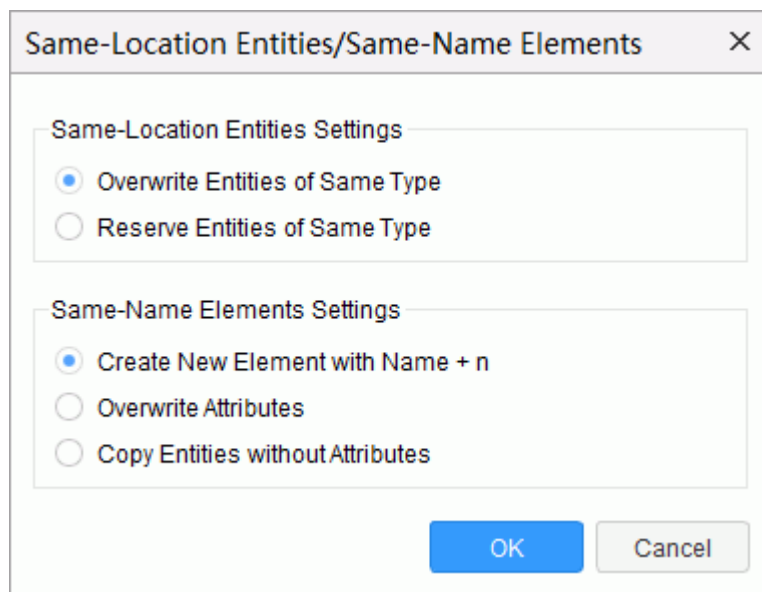 Same-Location Entities/Same-Name Elements
Same-Location Entities Settings
Overwrite Entities of Same Type
Reserve Entities of Same Type
Same-Name Elements Settings
Create New Element with Name + n
Overwrite Attributes
Copy Entities without Attributes
OK Cancel